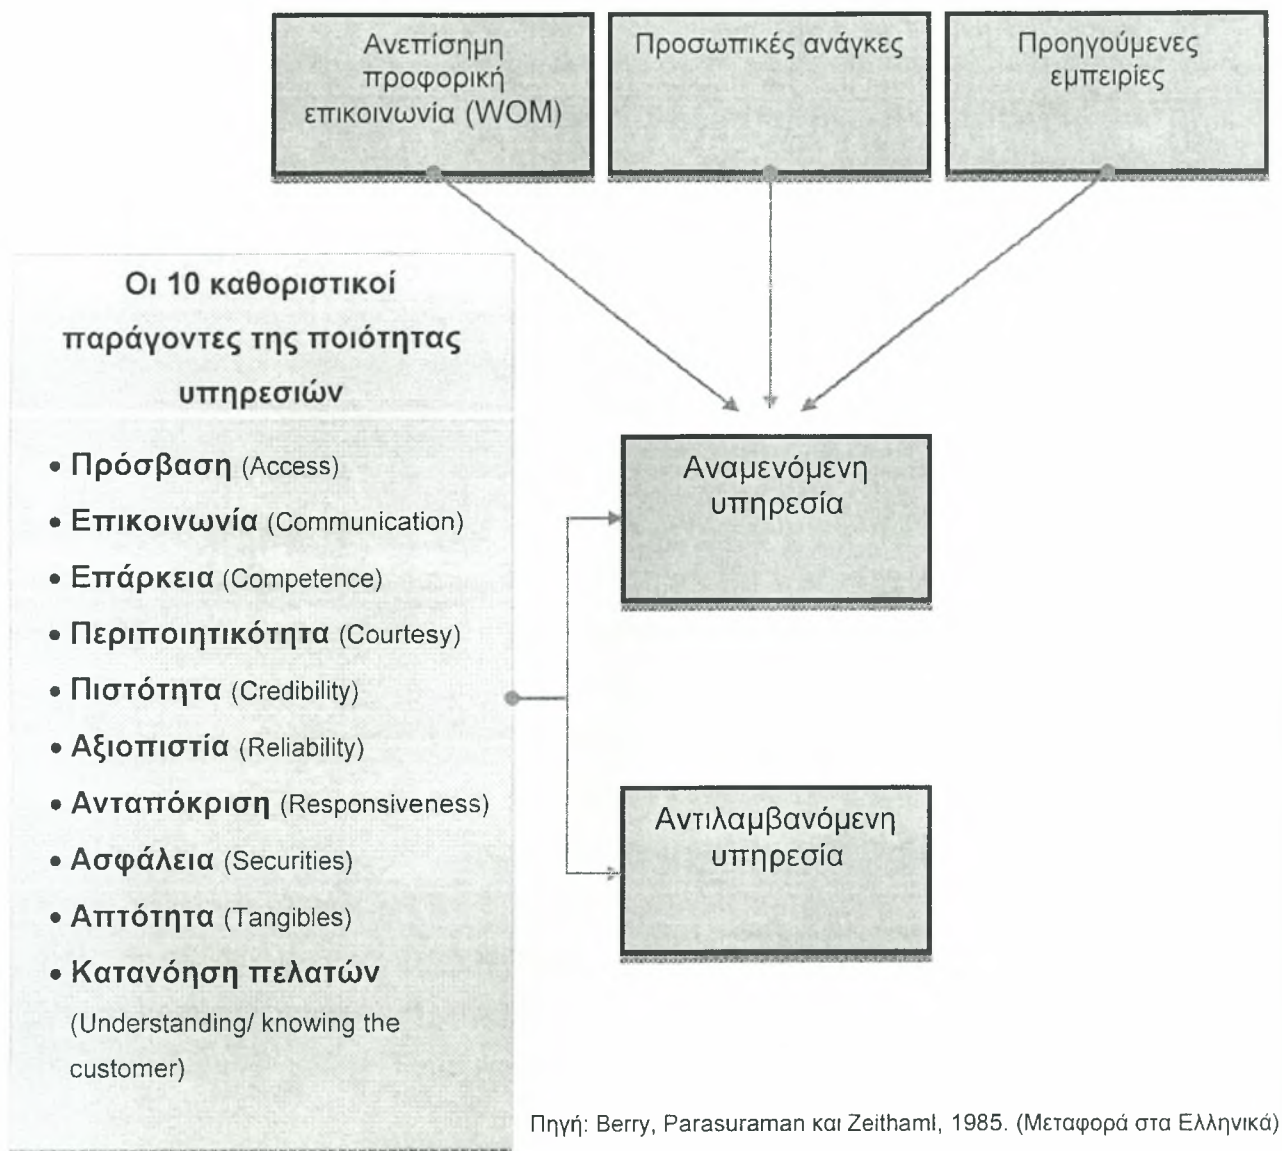 Ανεπίσημη
προφορική
επικοινωνία (WOM)
Προσωπικές ανάγκες
Προηγούμενες
εμπειρίες
Οι 10 καθοριστικοί
παράγοντες της ποιότητας
υπηρεσιών
• Πρόσβαση (Access)
• Επικοινωνία (Communication)
• Επάρκεια (Competence)
• Περιποιητικότητα (Courtesy)
• Πιστότητα (Credibility)
• Αξιοπιστία (Reliability)
• Ανταπόκριση (Responsiveness)
• Ασφάλεια (Securities)
• Απτότητα (Tangibles)
• Κατανόηση πελατών
(Understanding/ knowing the
customer)
Αναμενόμενη
υπηρεσία
Αντιλαμβανόμενη
υπηρεσία
Πηγή: Berry, Parasuraman και Zeithaml, 1985. (Μεταφορά στα Ελληνικά)